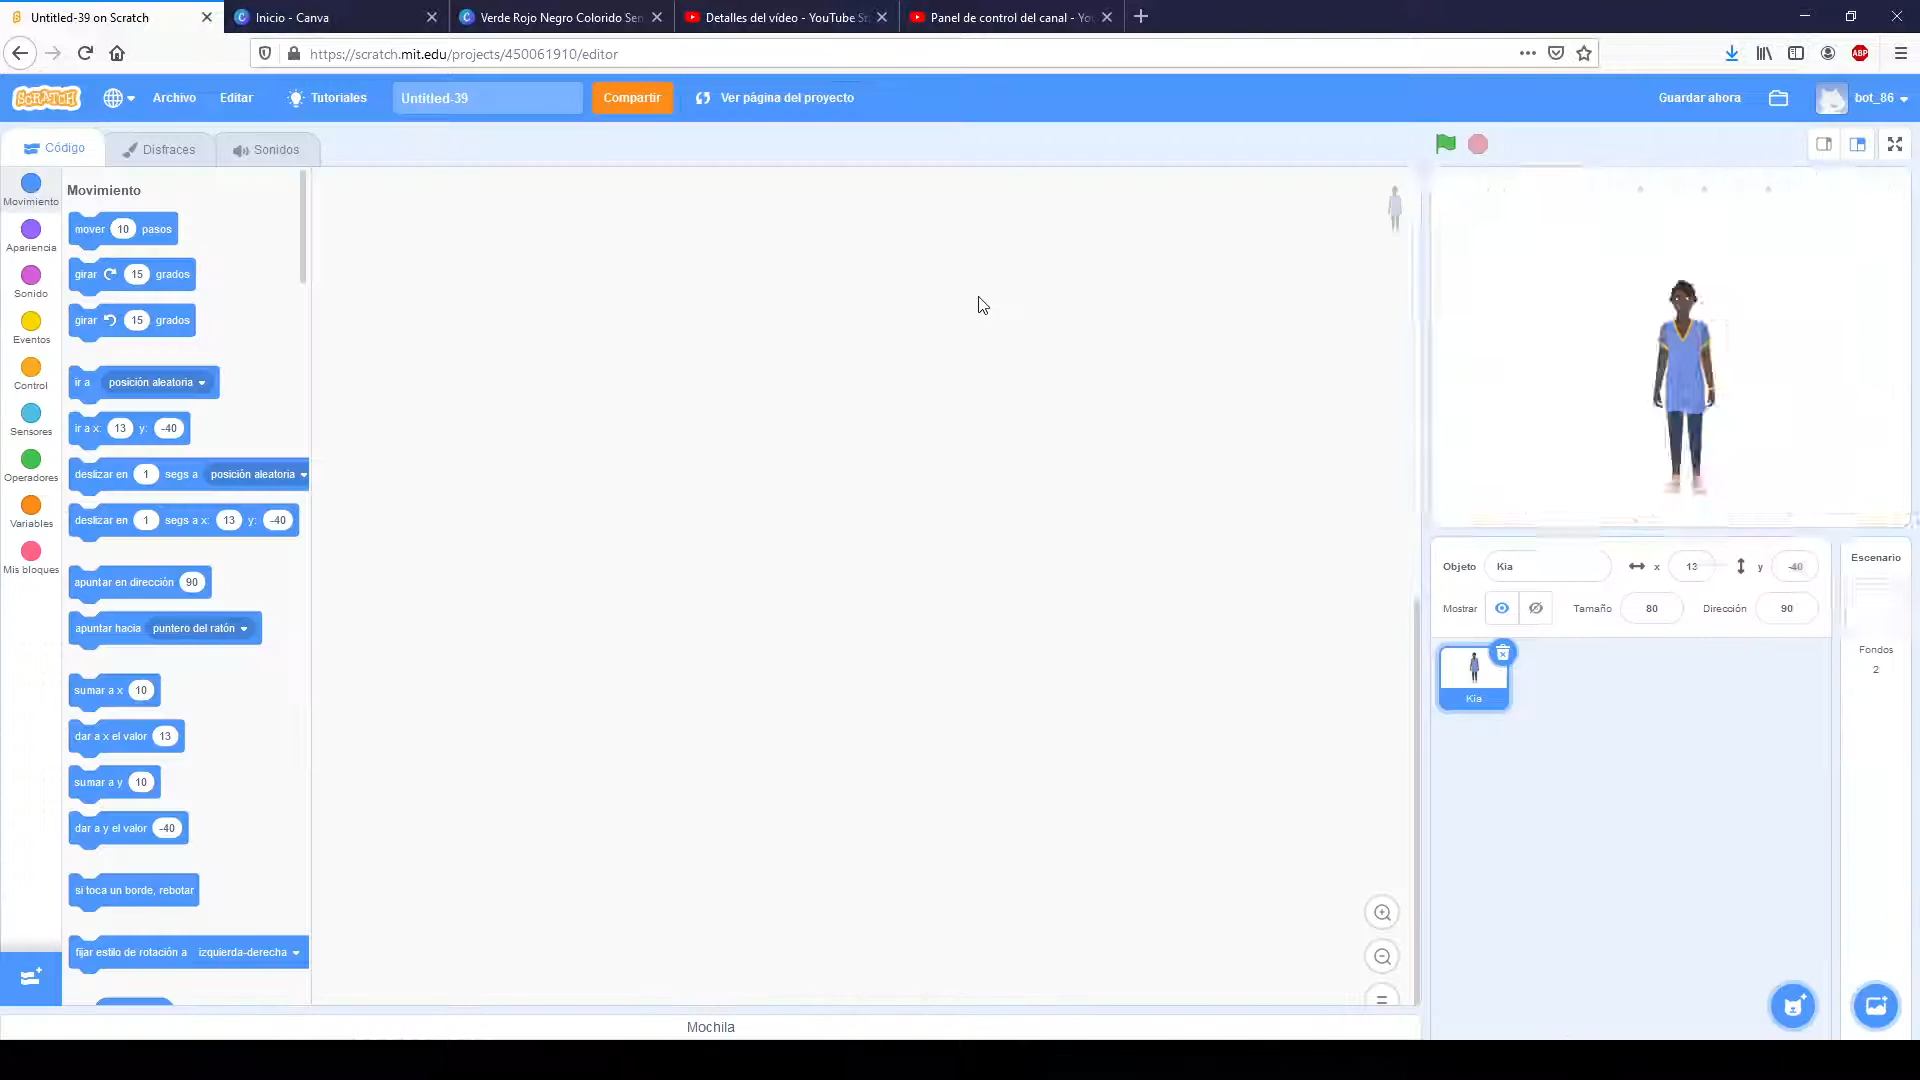 Untitled-39 on Scratch
Inicio - Canva
Verde Rojo Negro Colorido Sen
Detalles del vídeo - YouTube S
Panel de control del canal - Yo
https://scratch.mit.edu/projects/450061910/editor
ABP
SCRATCH
Archivo
Editar
Tutoriales
Untitled-39
Compartir
Ver página del proyecto
Guardar ahora
bot_86
Código
Disfraces
Sonidos
Movimiento
Apariencia
Sonido
Eventos
Control
Sensores
Operadores
Variables
Mis bloques
Movimiento
mover 10 pasos
girar 15 grados
girar 15 grados
ir a posición aleatoria
ir a x: 13 y: -40
deslizar en 1 segs a posición aleatoria
deslizar en 1 segs a x: 13 y: -40
apuntar en dirección 90
apuntar hacia puntero del ratón
sumar a x 10
dar a x el valor 13
sumar a y 10
dar a y el valor -40
si toca un borde, rebotar
fijar estilo de rotación a izquierda-derecha
Mochila
Objeto Kia x 13 y -40
Mostrar Tamaño 80 Dirección 90
Kia
Escenario
Fondos
2